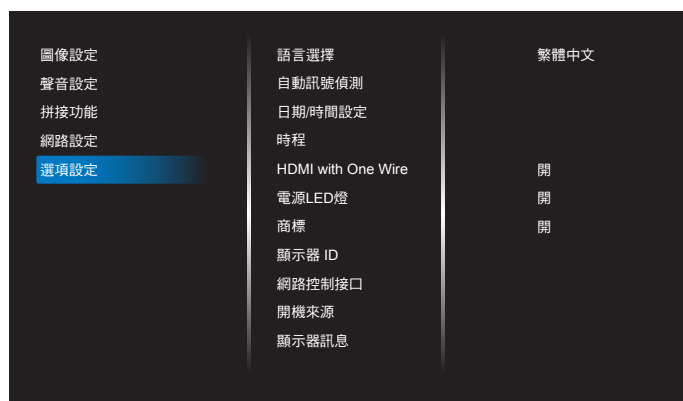 圖像設定
聲音設定
拼接功能
網路設定
選項設定
語言選擇 繁體中文
自動訊號偵測
日期/時間設定
時程
HDMI with One Wire 開
電源LED燈 開
商標 開
顯示器 ID
網路控制接口
開機來源
顯示器訊息